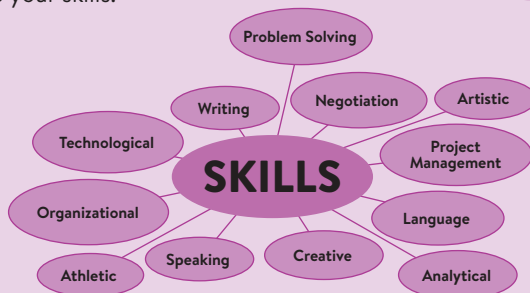 your skills.
Problem Solving
Writing
Negotiation
Artistic
Technological
Project
Management
SKILLS
Organizational
Language
Speaking
Creative
Athletic
Analytical